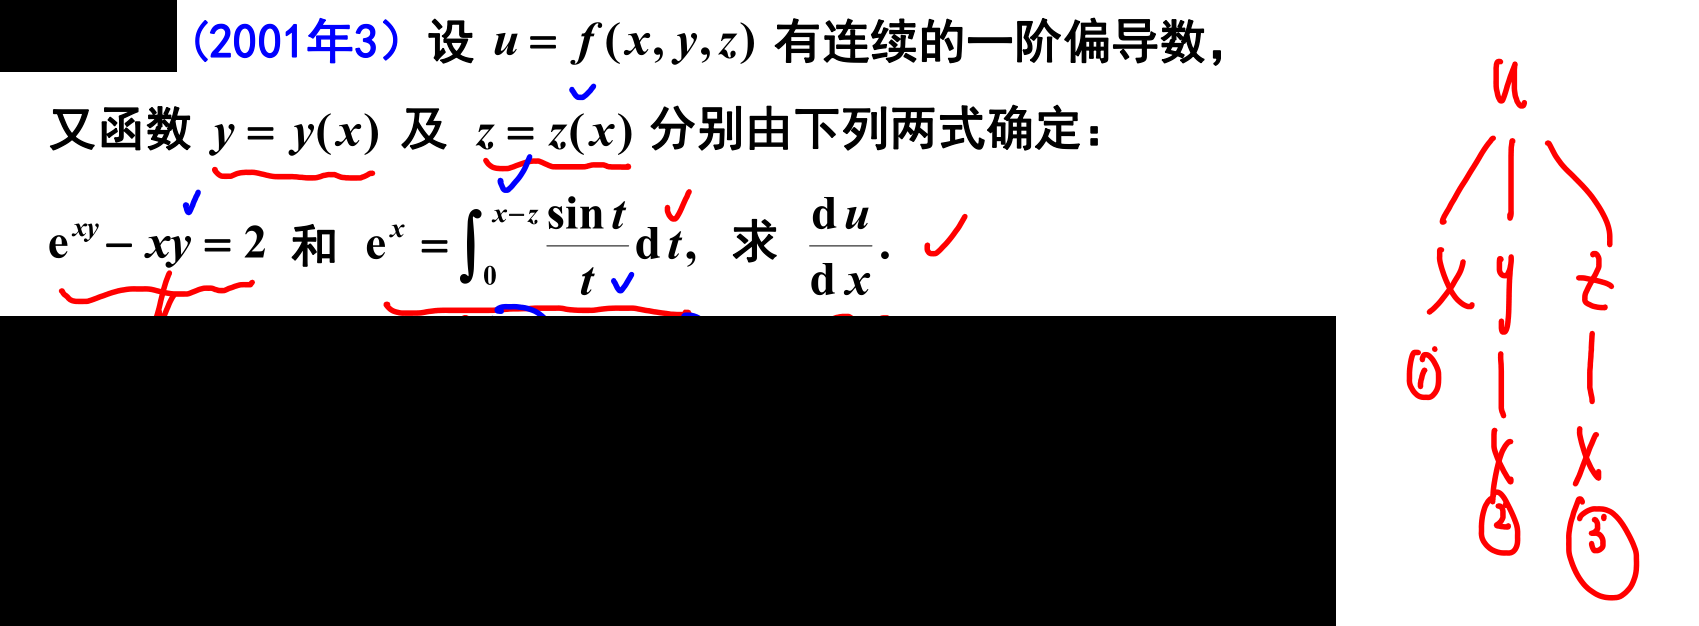 (2001年3）设 u = f(x, y, z) 有连续的一阶偏导数，
又函数 y = y(x) 及 z = z(x) 分别由下列两式确定：
e^{xy} − xy = 2 和 e^x = ∫_0^{x−z} \frac{sin t}{t} dt, 求 \frac{du}{dx}.
u
x y z
①
x x
② ③